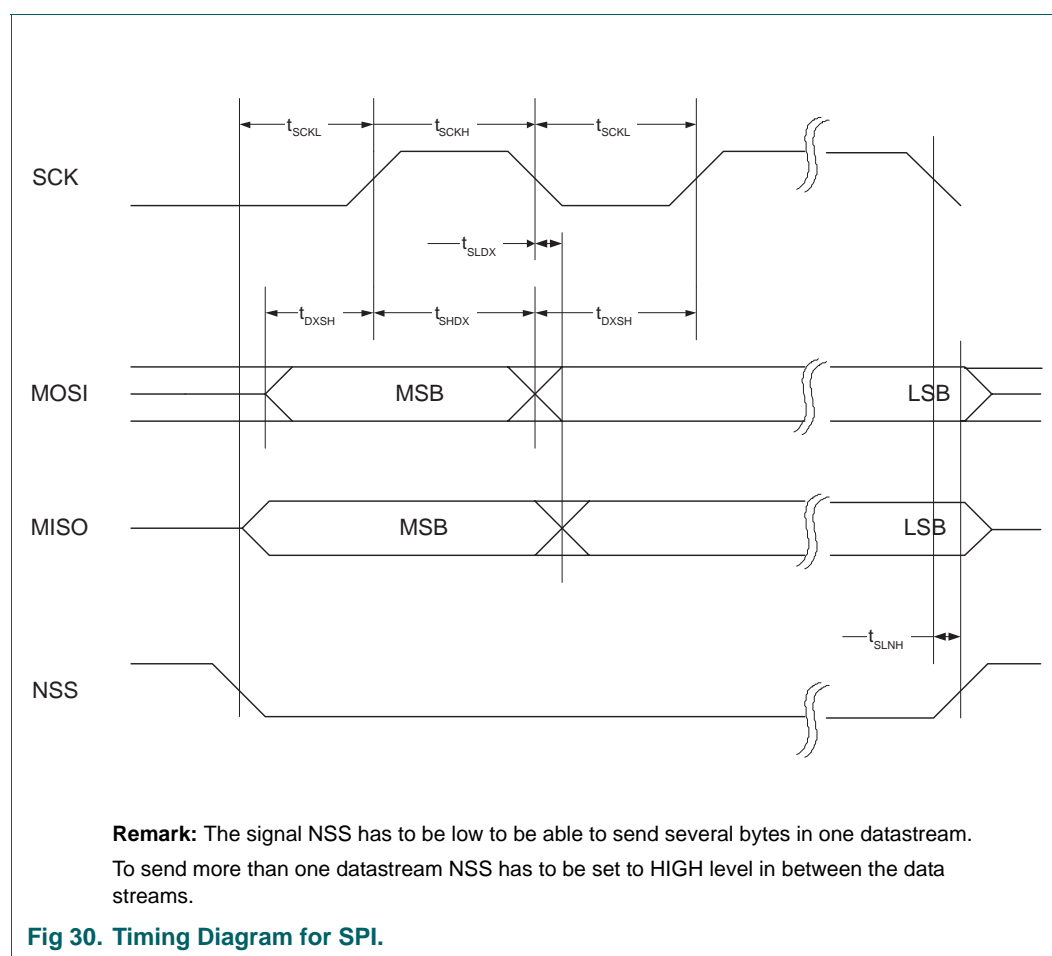 tSCKL tSCKH tSCKL
SCK
tSLDX
tDXSH tSHDX tDXSH
MOSI MSB LSB
MISO MSB LSB
tSLNH
NSS
Remark: The signal NSS has to be low to be able to send several bytes in one datastream.
To send more than one datastream NSS has to be set to HIGH level in between the data
streams.
Fig 30. Timing Diagram for SPI.